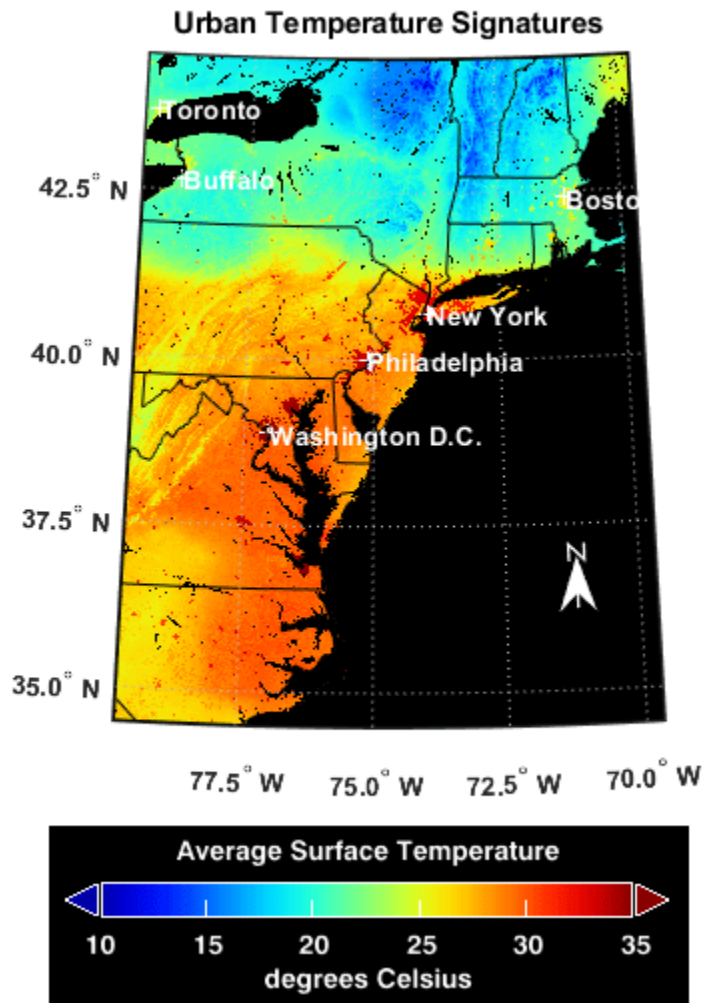 Urban Temperature Signatures
Toronto
Buffalo
42.5° N
Bosto
New York
40.0° N
Philadelphia
Washington D.C.
37.5° N
N
35.0° N
77.5° W 75.0° W 72.5° W 70.0° W
Average Surface Temperature
10 15 20 25 30 35
degrees Celsius